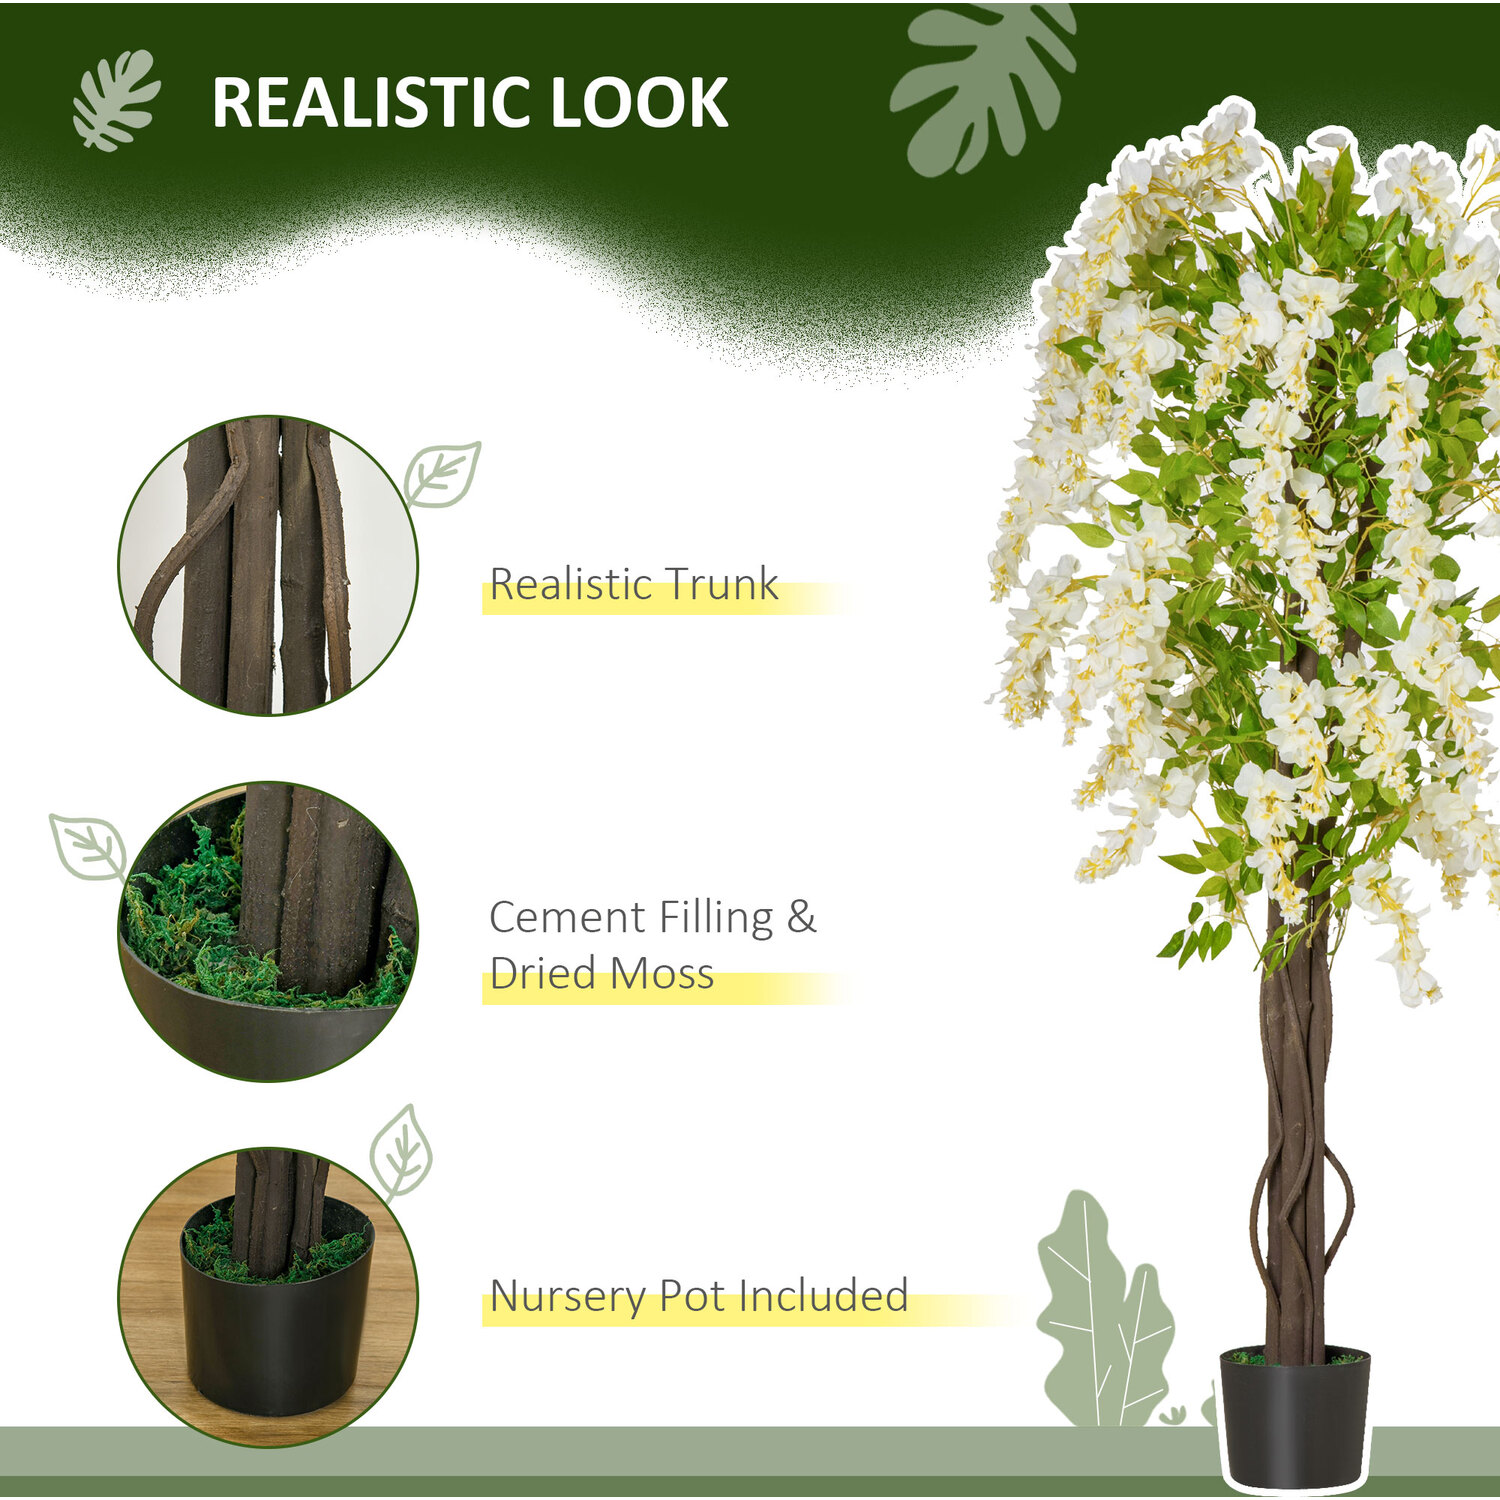 REALISTIC LOOK
Realistic Trunk
Cement Filling &
Dried Moss
Nursery Pot Included